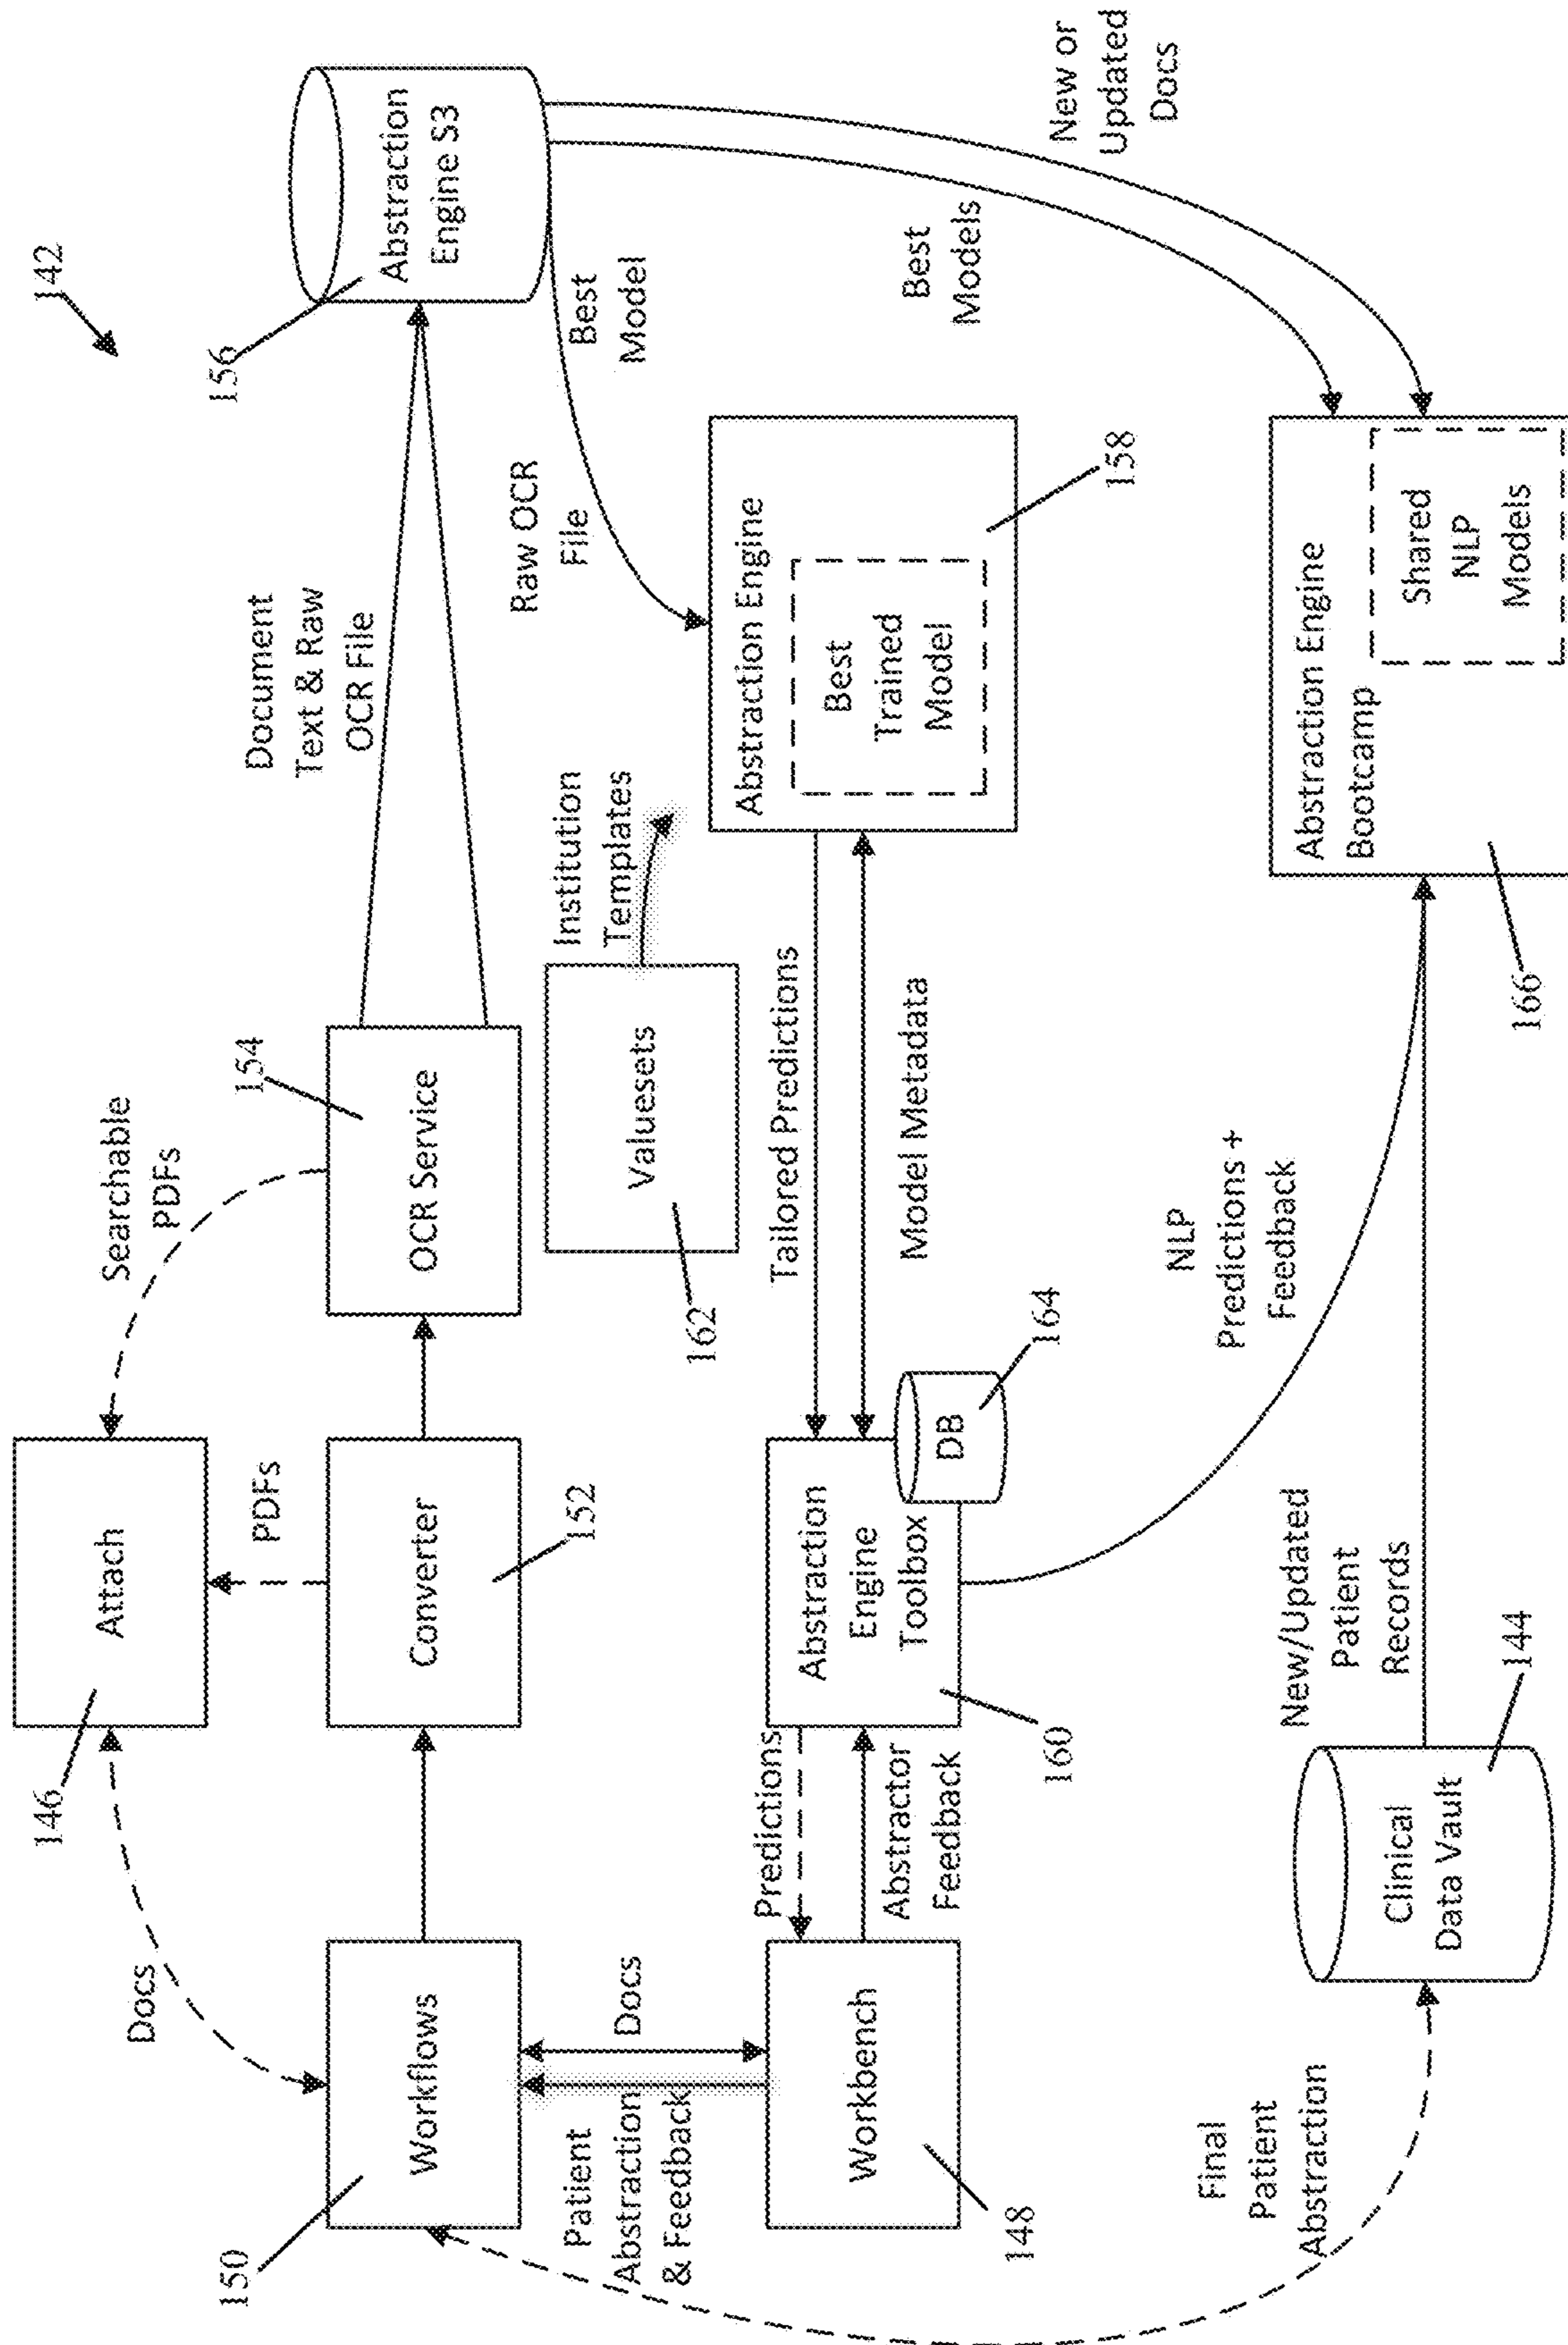 142
146
Attach
Docs
PDFs
Searchable
PDFs
150
Workflows
Converter
152
154
OCR Service
Document
Text & Raw
OCR File
156
Abstraction
Engine S3
Patient
Abstraction
& Feedback
Docs
Valuesets
162
Institution
Templates
Raw OCR
File
Best
Model
Workbench
148
Predictions
Abstractor
Feedback
Abstraction
Engine
Toolbox
160
DB
164
Tailored Predictions
Model Metadata
Abstraction Engine
Best
Trained
Model
158
Best
Models
New or
Updated
Docs
Final
Patient
Abstraction
Clinical
Data Vault
144
New/Updated
Patient
Records
NLP
Predictions +
Feedback
Abstraction Engine
Bootcamp
Shared
NLP
Models
166